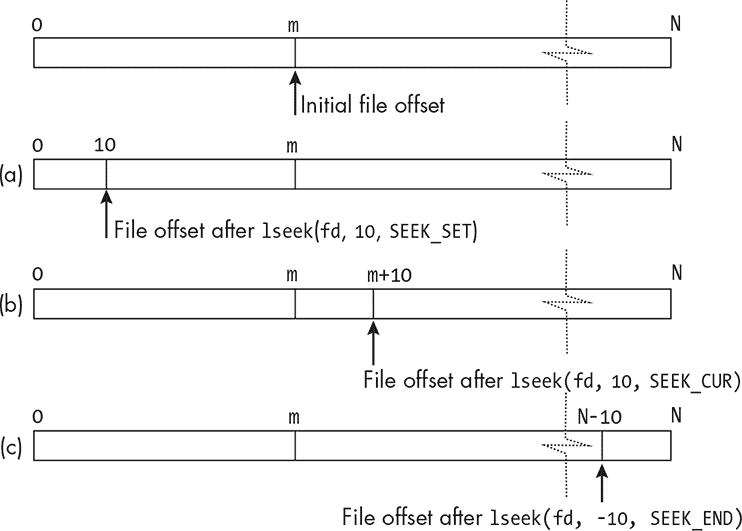 0 m N
Initial file offset
0 10 m N
(a)
File offset after lseek(fd, 10, SEEK_SET)
0 m m+10 N
(b)
File offset after lseek(fd, 10, SEEK_CUR)
0 m N-10 N
(c)
File offset after lseek(fd, -10, SEEK_END)